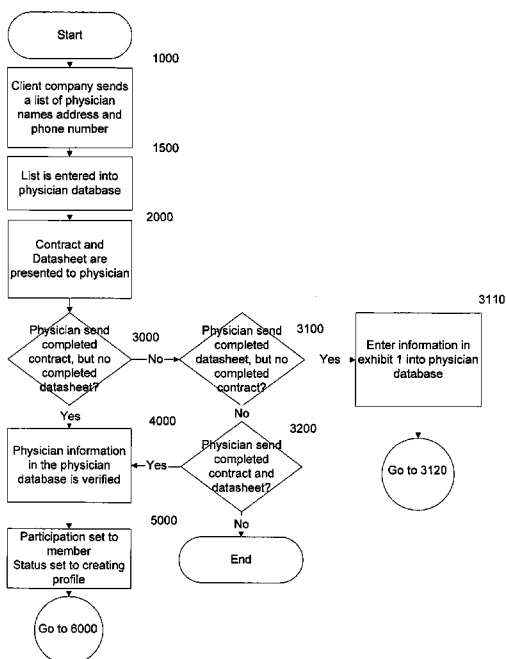 Start
1000
Client company sends
a list of physician
names address and
phone number
1500
List is entered into
physician database
2000
Contract and
Datasheet are
presented to physician
Physician send
completed
contract, but no
completed
datasheet?
3000
No
Physician send
completed
datasheet, but no
completed
contract?
3100
Yes
3110
Enter information in
exhibit 1 into physician
database
Yes
4000
Physician information
in the physician
database is verified
Yes
No
3200
Physician send
completed
contract and
datasheet?
Go to 3120
5000
Participation set to
member
Status set to creating
profile
No
End
Go to 6000